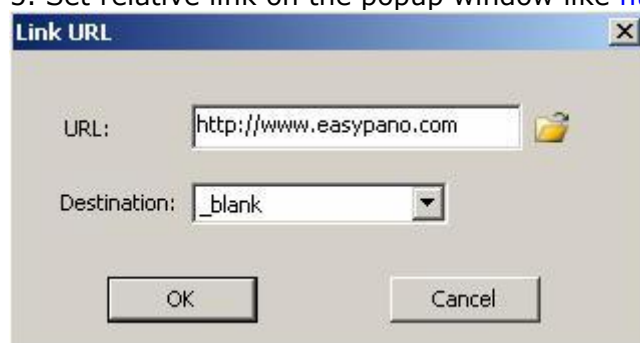 5. Set relative link on the popup window like
Link URL
URL: http://www.easypano.com
Destination: _blank
OK Cancel